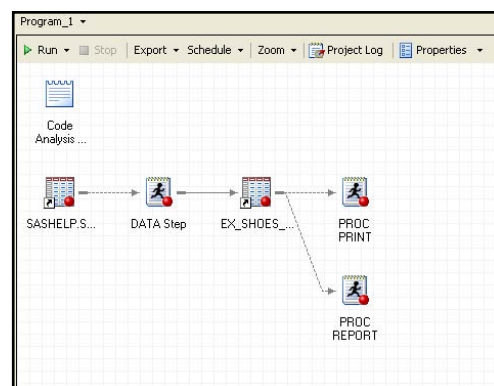 Program_1
Run Stop Export Schedule Zoom Project Log Properties
Code
Analysis ...
SASHELP.S... DATA Step EX_SHOES_... PROC
PRINT
PROC
REPORT